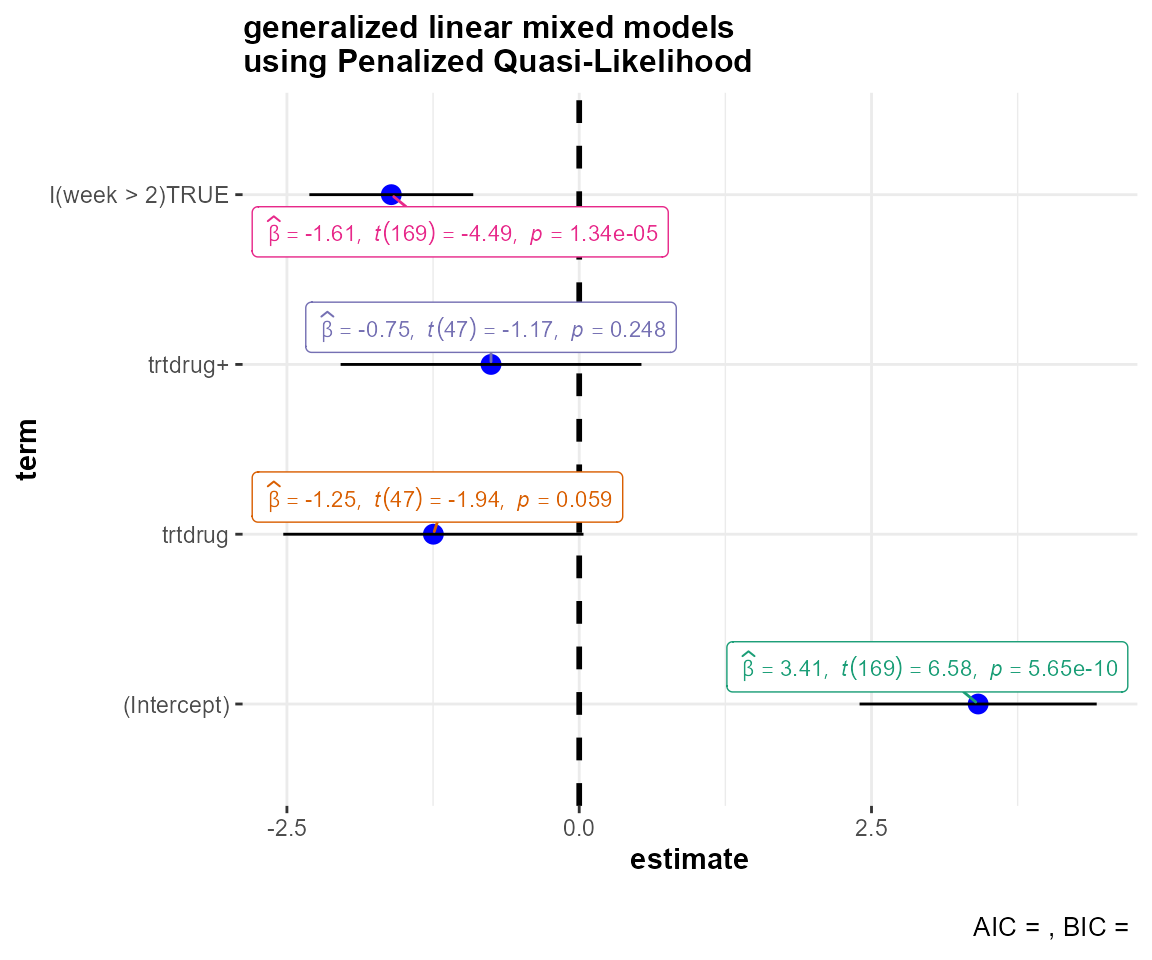 generalized linear mixed models
using Penalized Quasi-Likelihood
term
I(week > 2)TRUE
β̂ = -1.61, t(169) = -4.49, p = 1.34e-05
β̂ = -0.75, t(47) = -1.17, p = 0.248
trtdrug+
β̂ = -1.25, t(47) = -1.94, p = 0.059
trtdrug
β̂ = 3.41, t(169) = 6.58, p = 5.65e-10
(Intercept)
-2.5 0.0 2.5
estimate
AIC = , BIC =